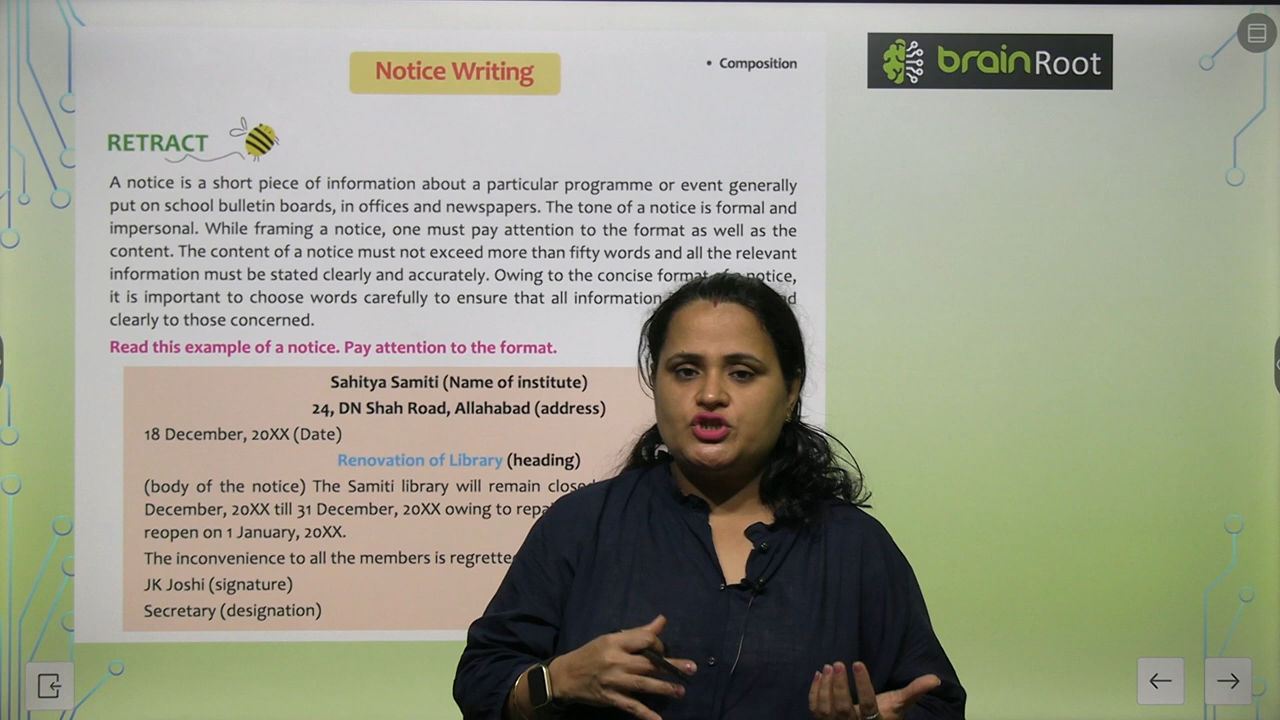 Notice Writing
• Composition
brainRoot
RETRACT
A notice is a short piece of information about a particular programme or event generally
put on school bulletin boards, in offices and newspapers. The tone of a notice is formal and
impersonal. While framing a notice, one must pay attention to the format as well as the
content. The content of a notice must not exceed more than fifty words and all the relevant
information must be stated clearly and accurately. Owing to the concise format of a notice,
it is important to choose words carefully to ensure that all information
clearly to those concerned.
Read this example of a notice. Pay attention to the format.
Sahitya Samiti (Name of institute)
24, DN Shah Road, Allahabad (address)
18 December, 20XX (Date)
Renovation of Library (heading)
(body of the notice) The Samiti library will remain
December, 20XX till 31 December, 20XX owing to
reopen on 1 January, 20XX.
The inconvenience to all the members is
JK Joshi (signature)
Secretary (designation)